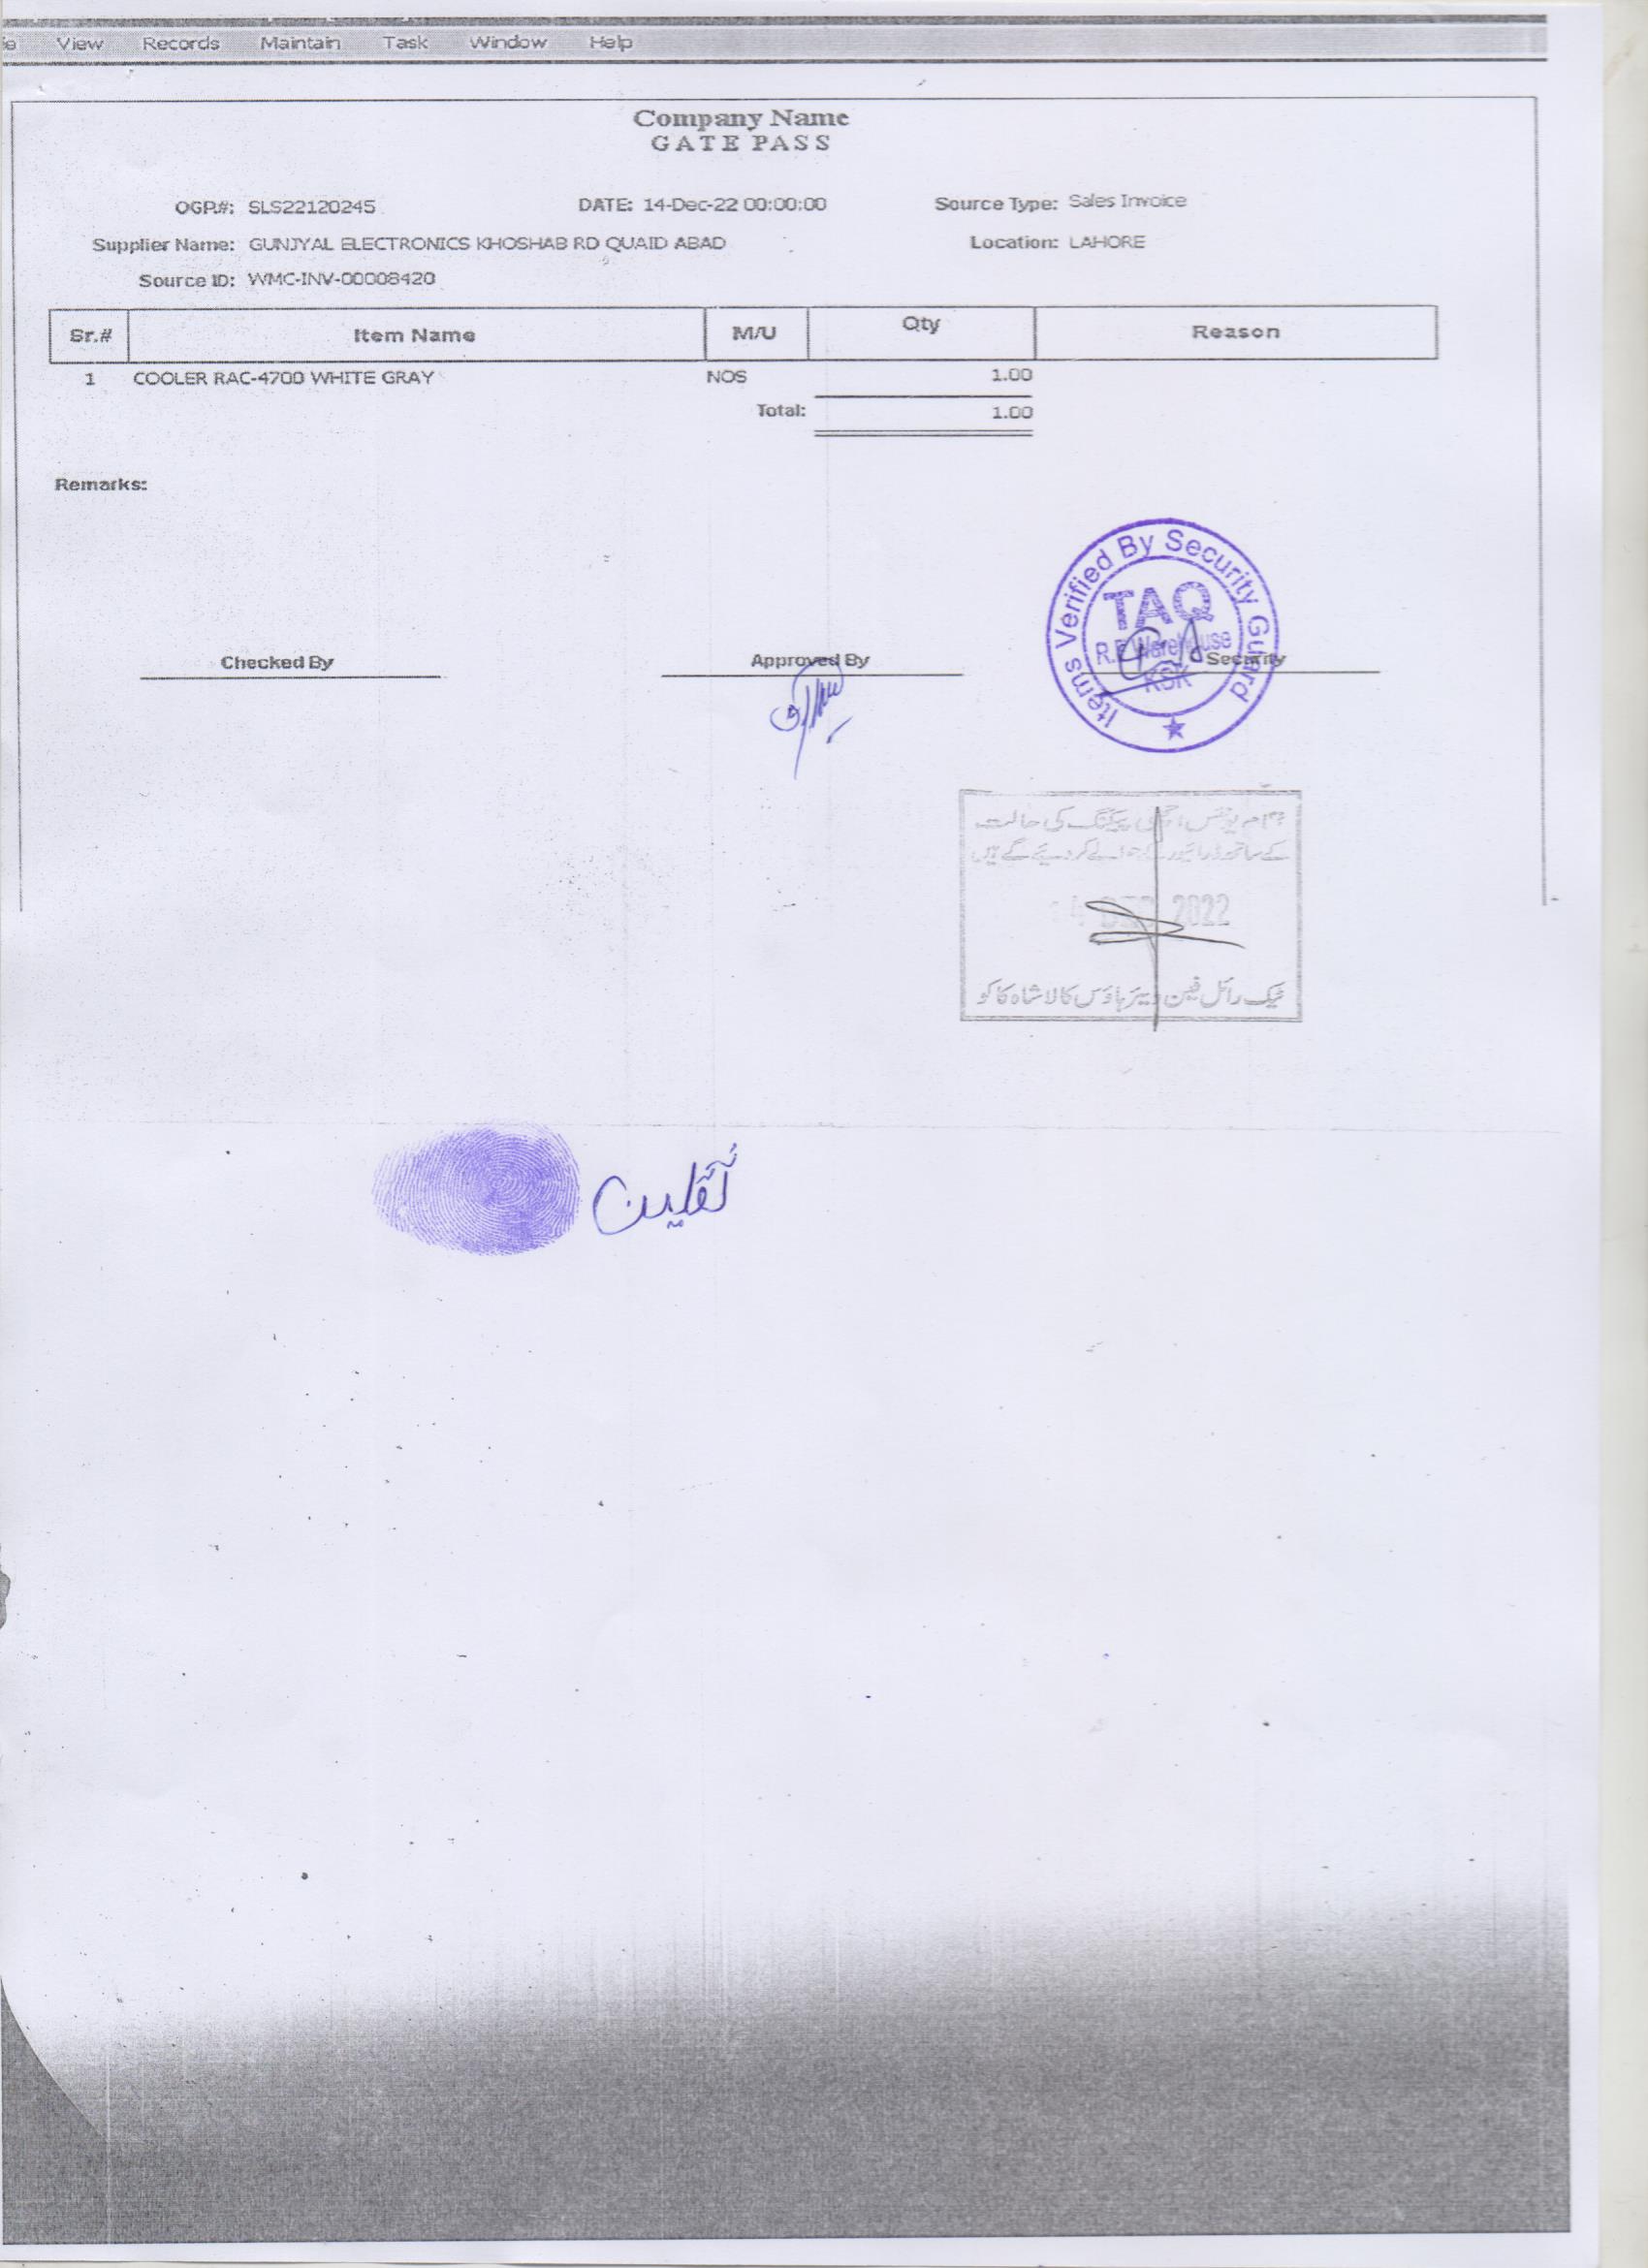 View Records Maintain Task Window Help
Company Name
GATE PASS
OGP.#: SLS22120245 DATE: 14-Dec-22 00:00:00 Source Type: Sales Invoice
Supplier Name: GUNJYAL ELECTRONICS KHOSHAB RD QUAID ABAD Location: LAHORE
Source ID: WMC-INV-00008420
Sr.# Item Name M/U Qty Reason
1 COOLER RAC-4700 WHITE GRAY NOS 1.00
Total: 1.00
Remarks:
Items Verified By Security Guard
TAQ
R.F Warehouse
KSK
Checked By Approved By Security
تمام یونٹس اچھی پیکنگ کی حالت
کے ساتھ ڈرائیور کے حوالے کر دیئے گئے ہیں
14 DEC 2022
ٹیک رائل فین ویئر ہاؤس کالا شاہ کاکو